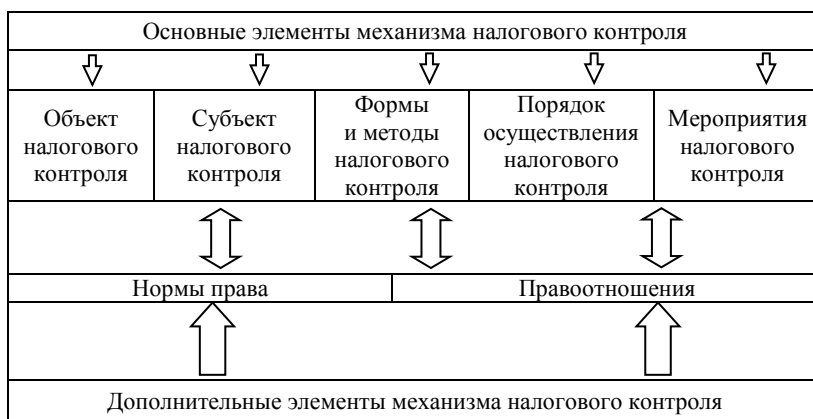 Основные элементы механизма налогового контроля
Объект
налогового
контроля
Субъект
налогового
контроля
Формы
и методы
налогового
контроля
Порядок
осуществления
налогового
контроля
Мероприятия
налогового
контроля
Нормы права
Правоотношения
Дополнительные элементы механизма налогового контроля